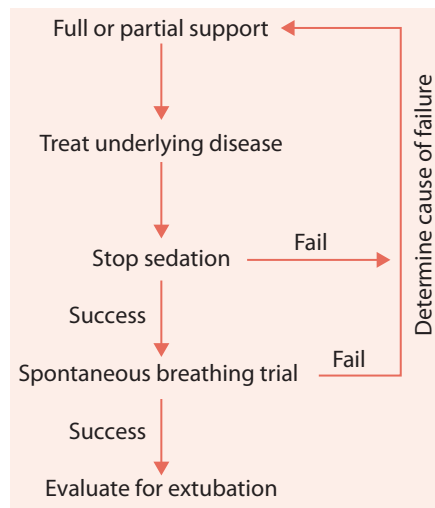 Full or partial support
Treat underlying disease
Stop sedation
Fail
Success
Spontaneous breathing trial
Fail
Success
Evaluate for extubation
Determine cause of failure